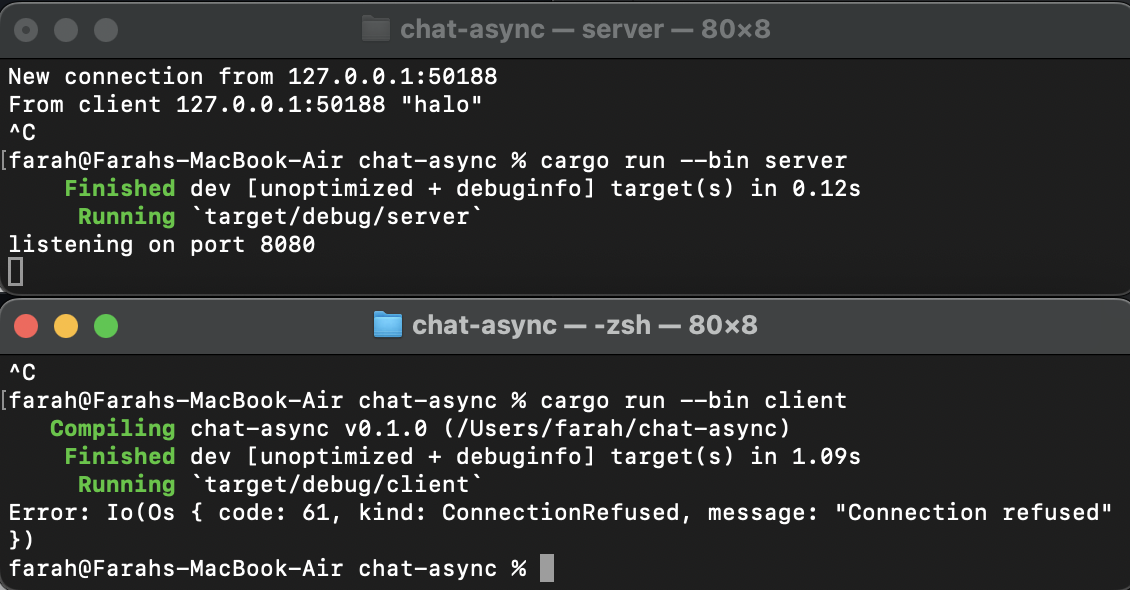 chat-async — server — 80×8
New connection from 127.0.0.1:50188
From client 127.0.0.1:50188 "halo"
^C
[farah@Farahs-MacBook-Air chat-async % cargo run --bin server
    Finished dev [unoptimized + debuginfo] target(s) in 0.12s
     Running `target/debug/server`
listening on port 8080
chat-async — -zsh — 80×8
^C
[farah@Farahs-MacBook-Air chat-async % cargo run --bin client
   Compiling chat-async v0.1.0 (/Users/farah/chat-async)
    Finished dev [unoptimized + debuginfo] target(s) in 1.09s
     Running `target/debug/client`
Error: Io(Os { code: 61, kind: ConnectionRefused, message: "Connection refused"
})
farah@Farahs-MacBook-Air chat-async %